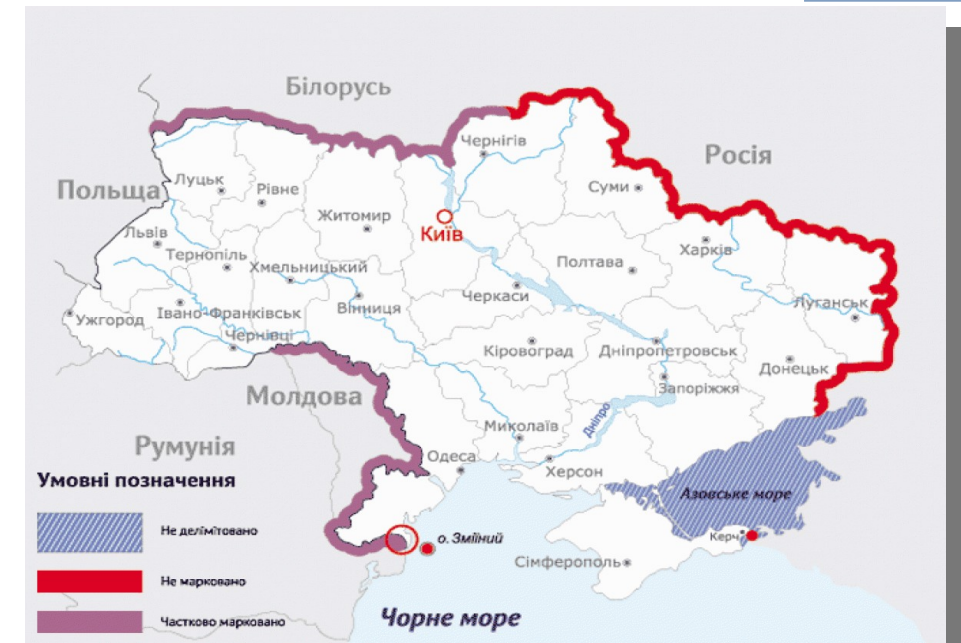 Білорусь
Чернігів
Росія
Польща
Луцьк
Рівне
Суми
Житомир
Київ
Львів
Тернопіль
Харків
Хмельницький
Полтава
Черкаси
Вінниця
Луганськ
Івано-Франківськ
Ужгород
Чернівці
Кіровоград
Дніпропетровськ
Донецьк
Запоріжжя
Молдова
Дніпро
Миколаїв
Румунія
Одеса
Херсон
Умовні позначення
Азовське море
Не делімітовано
о. Зміїний
Керч
Сімферополь
Не марковано
Чорне море
Частково марковано